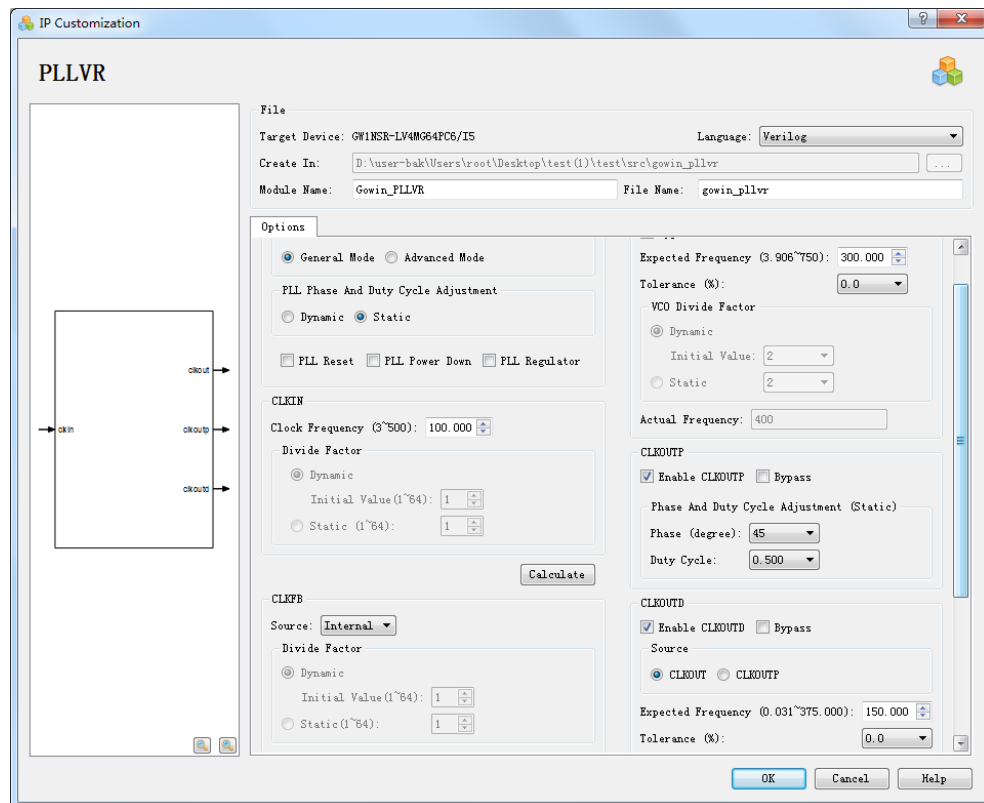 IP Customization
PLLVR
clkin
clkout
clkoutp
clkoutd
File
Target Device: GW1NSR-LV4MG64PC6/I5
Language: Verilog
Create In: D:\user-bak\Users\root\Desktop\test(1)\test\src\gowin_pllvr ...
Module Name: Gowin_PLLVR
File Name: gowin_pllvr
Options
General Mode Advanced Mode
PLL Phase And Duty Cycle Adjustment
Dynamic Static
PLL Reset PLL Power Down PLL Regulator
CLKIN
Clock Frequency (3~500): 100.000
Divide Factor
Dynamic
Initial Value(1~64): 1
Static (1~64): 1
Calculate
CLKFB
Source: Internal
Divide Factor
Dynamic
Initial Value(1~64): 1
Static(1~64): 1
Expected Frequency (3.906~750): 300.000
Tolerance (%): 0.0
VCO Divide Factor
Dynamic
Initial Value: 2
Static 2
Actual Frequency: 400
CLKOUTP
Enable CLKOUTP Bypass
Phase And Duty Cycle Adjustment (Static)
Phase (degree): 45
Duty Cycle: 0.500
CLKOUTD
Enable CLKOUTD Bypass
Source
CLKOUT CLKOUTP
Expected Frequency (0.031~375.000): 150.000
Tolerance (%): 0.0
OK Cancel Help